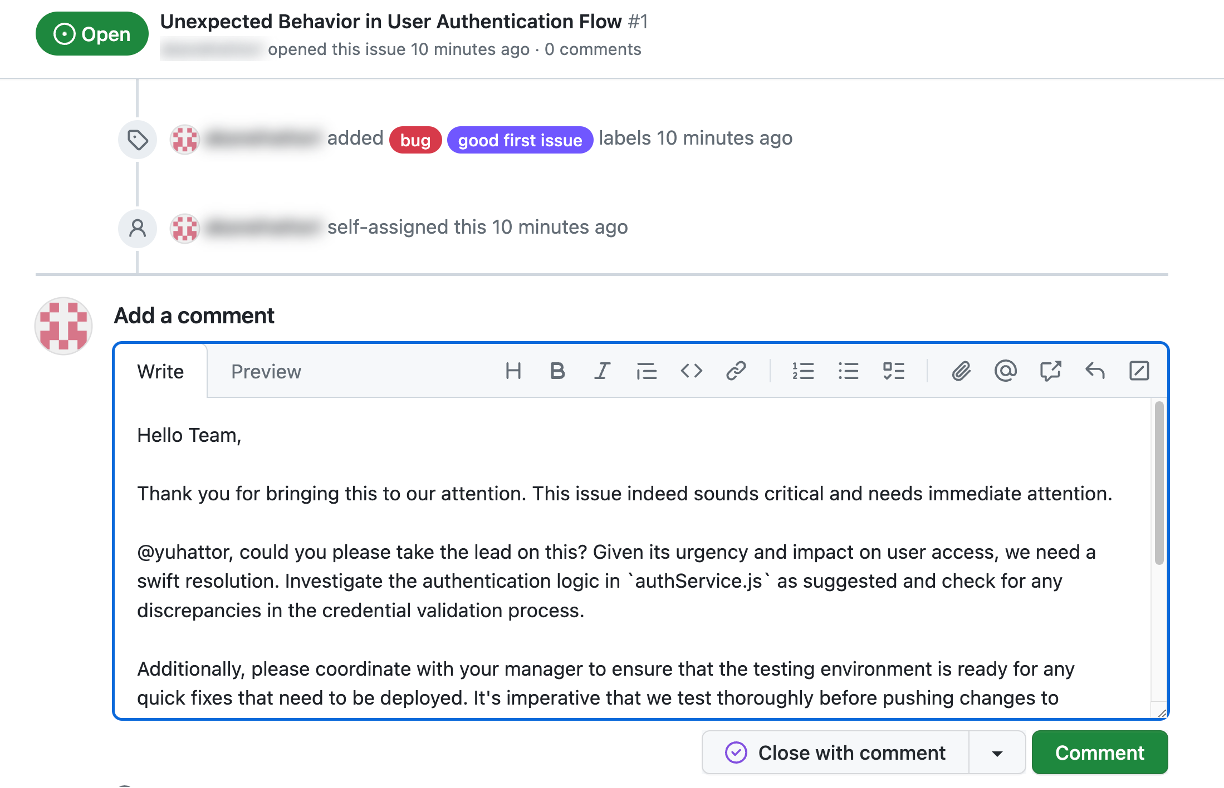 Open
Unexpected Behavior in User Authentication Flow #1
opened this issue 10 minutes ago · 0 comments
added bug good first issue labels 10 minutes ago
self-assigned this 10 minutes ago
Add a comment
Write Preview
Hello Team,
Thank you for bringing this to our attention. This issue indeed sounds critical and needs immediate attention.
@yuhattor, could you please take the lead on this? Given its urgency and impact on user access, we need a
swift resolution. Investigate the authentication logic in `authService.js` as suggested and check for any
discrepancies in the credential validation process.
Additionally, please coordinate with your manager to ensure that the testing environment is ready for any
quick fixes that need to be deployed. It's imperative that we test thoroughly before pushing changes to
Close with comment Comment